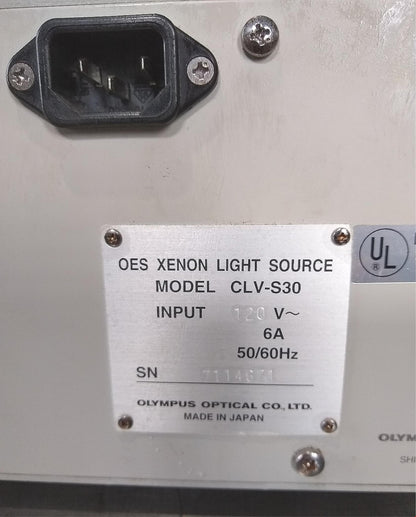 OES XENON LIGHT SOURCE
MODEL CLV-S30
INPUT 120 V～
6A
50/60Hz
SN
OLYMPUS OPTICAL CO., LTD.
MADE IN JAPAN
UL
®